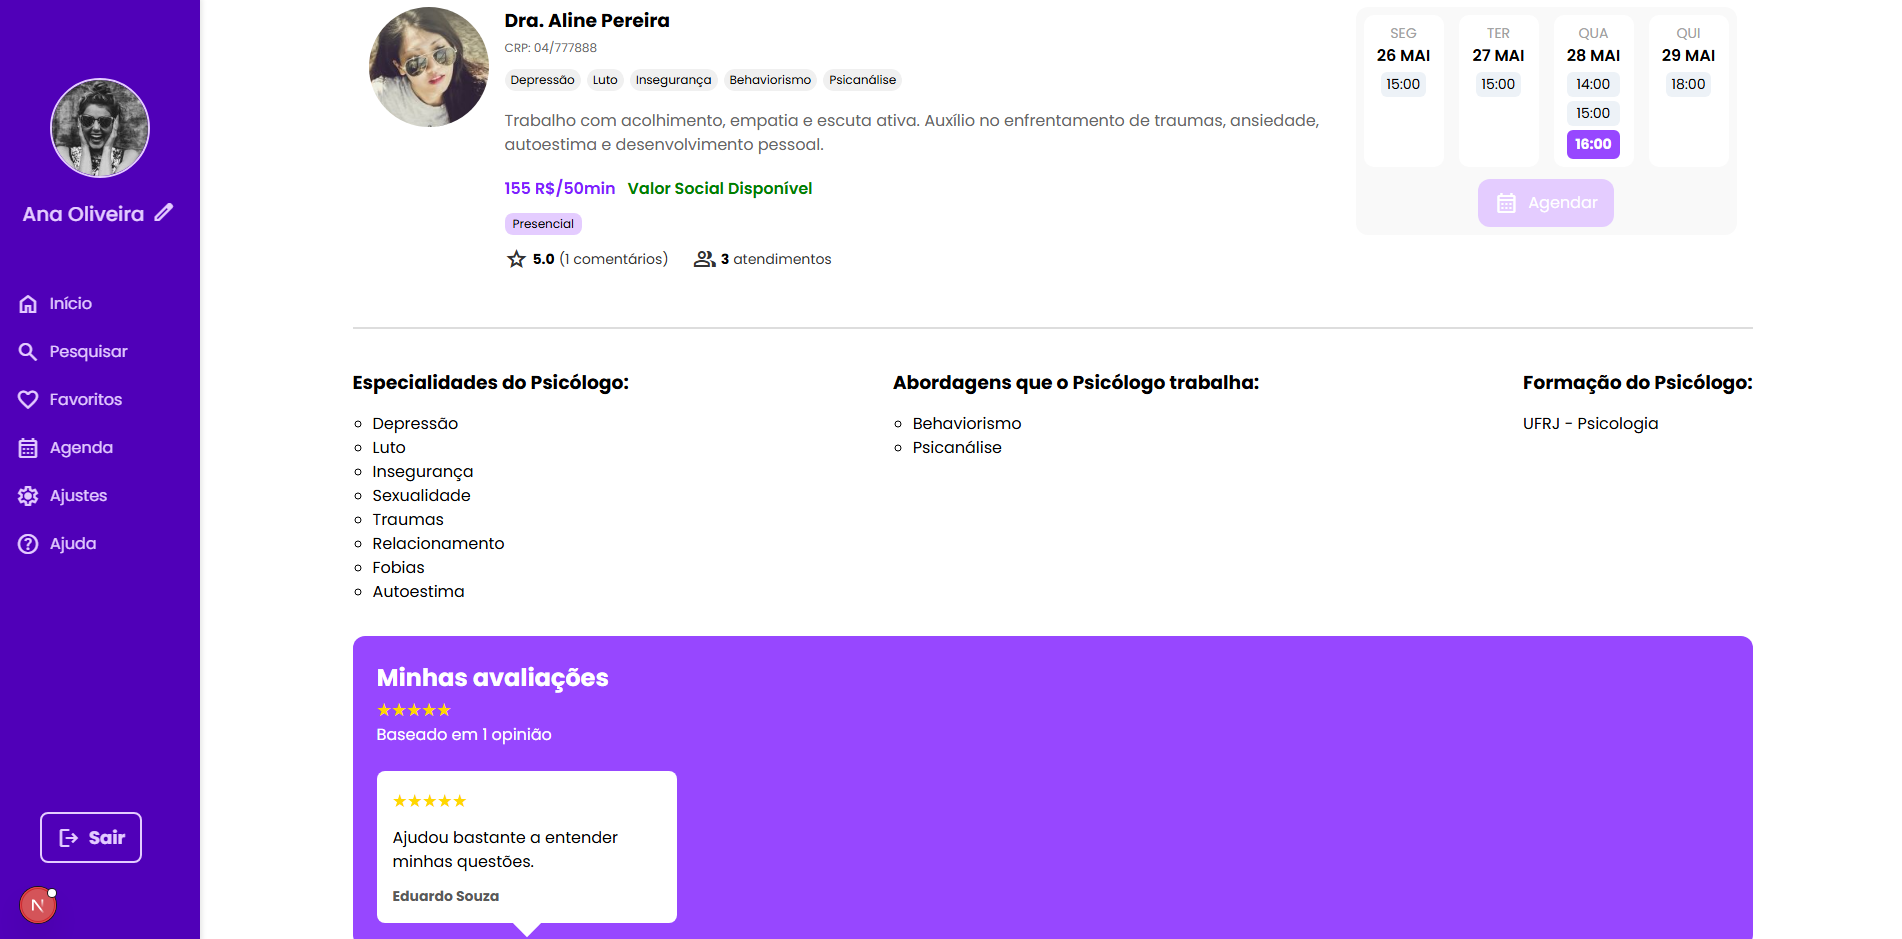 Ana Oliveira
Início
Pesquisar
Favoritos
Agenda
Ajustes
Ajuda
Sair
N
Dra. Aline Pereira
CRP: 04/777888
Depressão Luto Insegurança Behaviorismo Psicanálise
Trabalho com acolhimento, empatia e escuta ativa. Auxílio no enfrentamento de traumas, ansiedade,
autoestima e desenvolvimento pessoal.
155 R$/50min Valor Social Disponível
Presencial
5.0 (1 comentários) 3 atendimentos
SEG
26 MAI
15:00
TER
27 MAI
15:00
QUA
28 MAI
14:00
15:00
16:00
QUI
29 MAI
18:00
Agendar
Especialidades do Psicólogo:
Depressão
Luto
Insegurança
Sexualidade
Traumas
Relacionamento
Fobias
Autoestima
Abordagens que o Psicólogo trabalha:
Behaviorismo
Psicanálise
Formação do Psicólogo:
UFRJ - Psicologia
Minhas avaliações
★★★★★
Baseado em 1 opinião
★★★★★
Ajudou bastante a entender
minhas questões.
Eduardo Souza